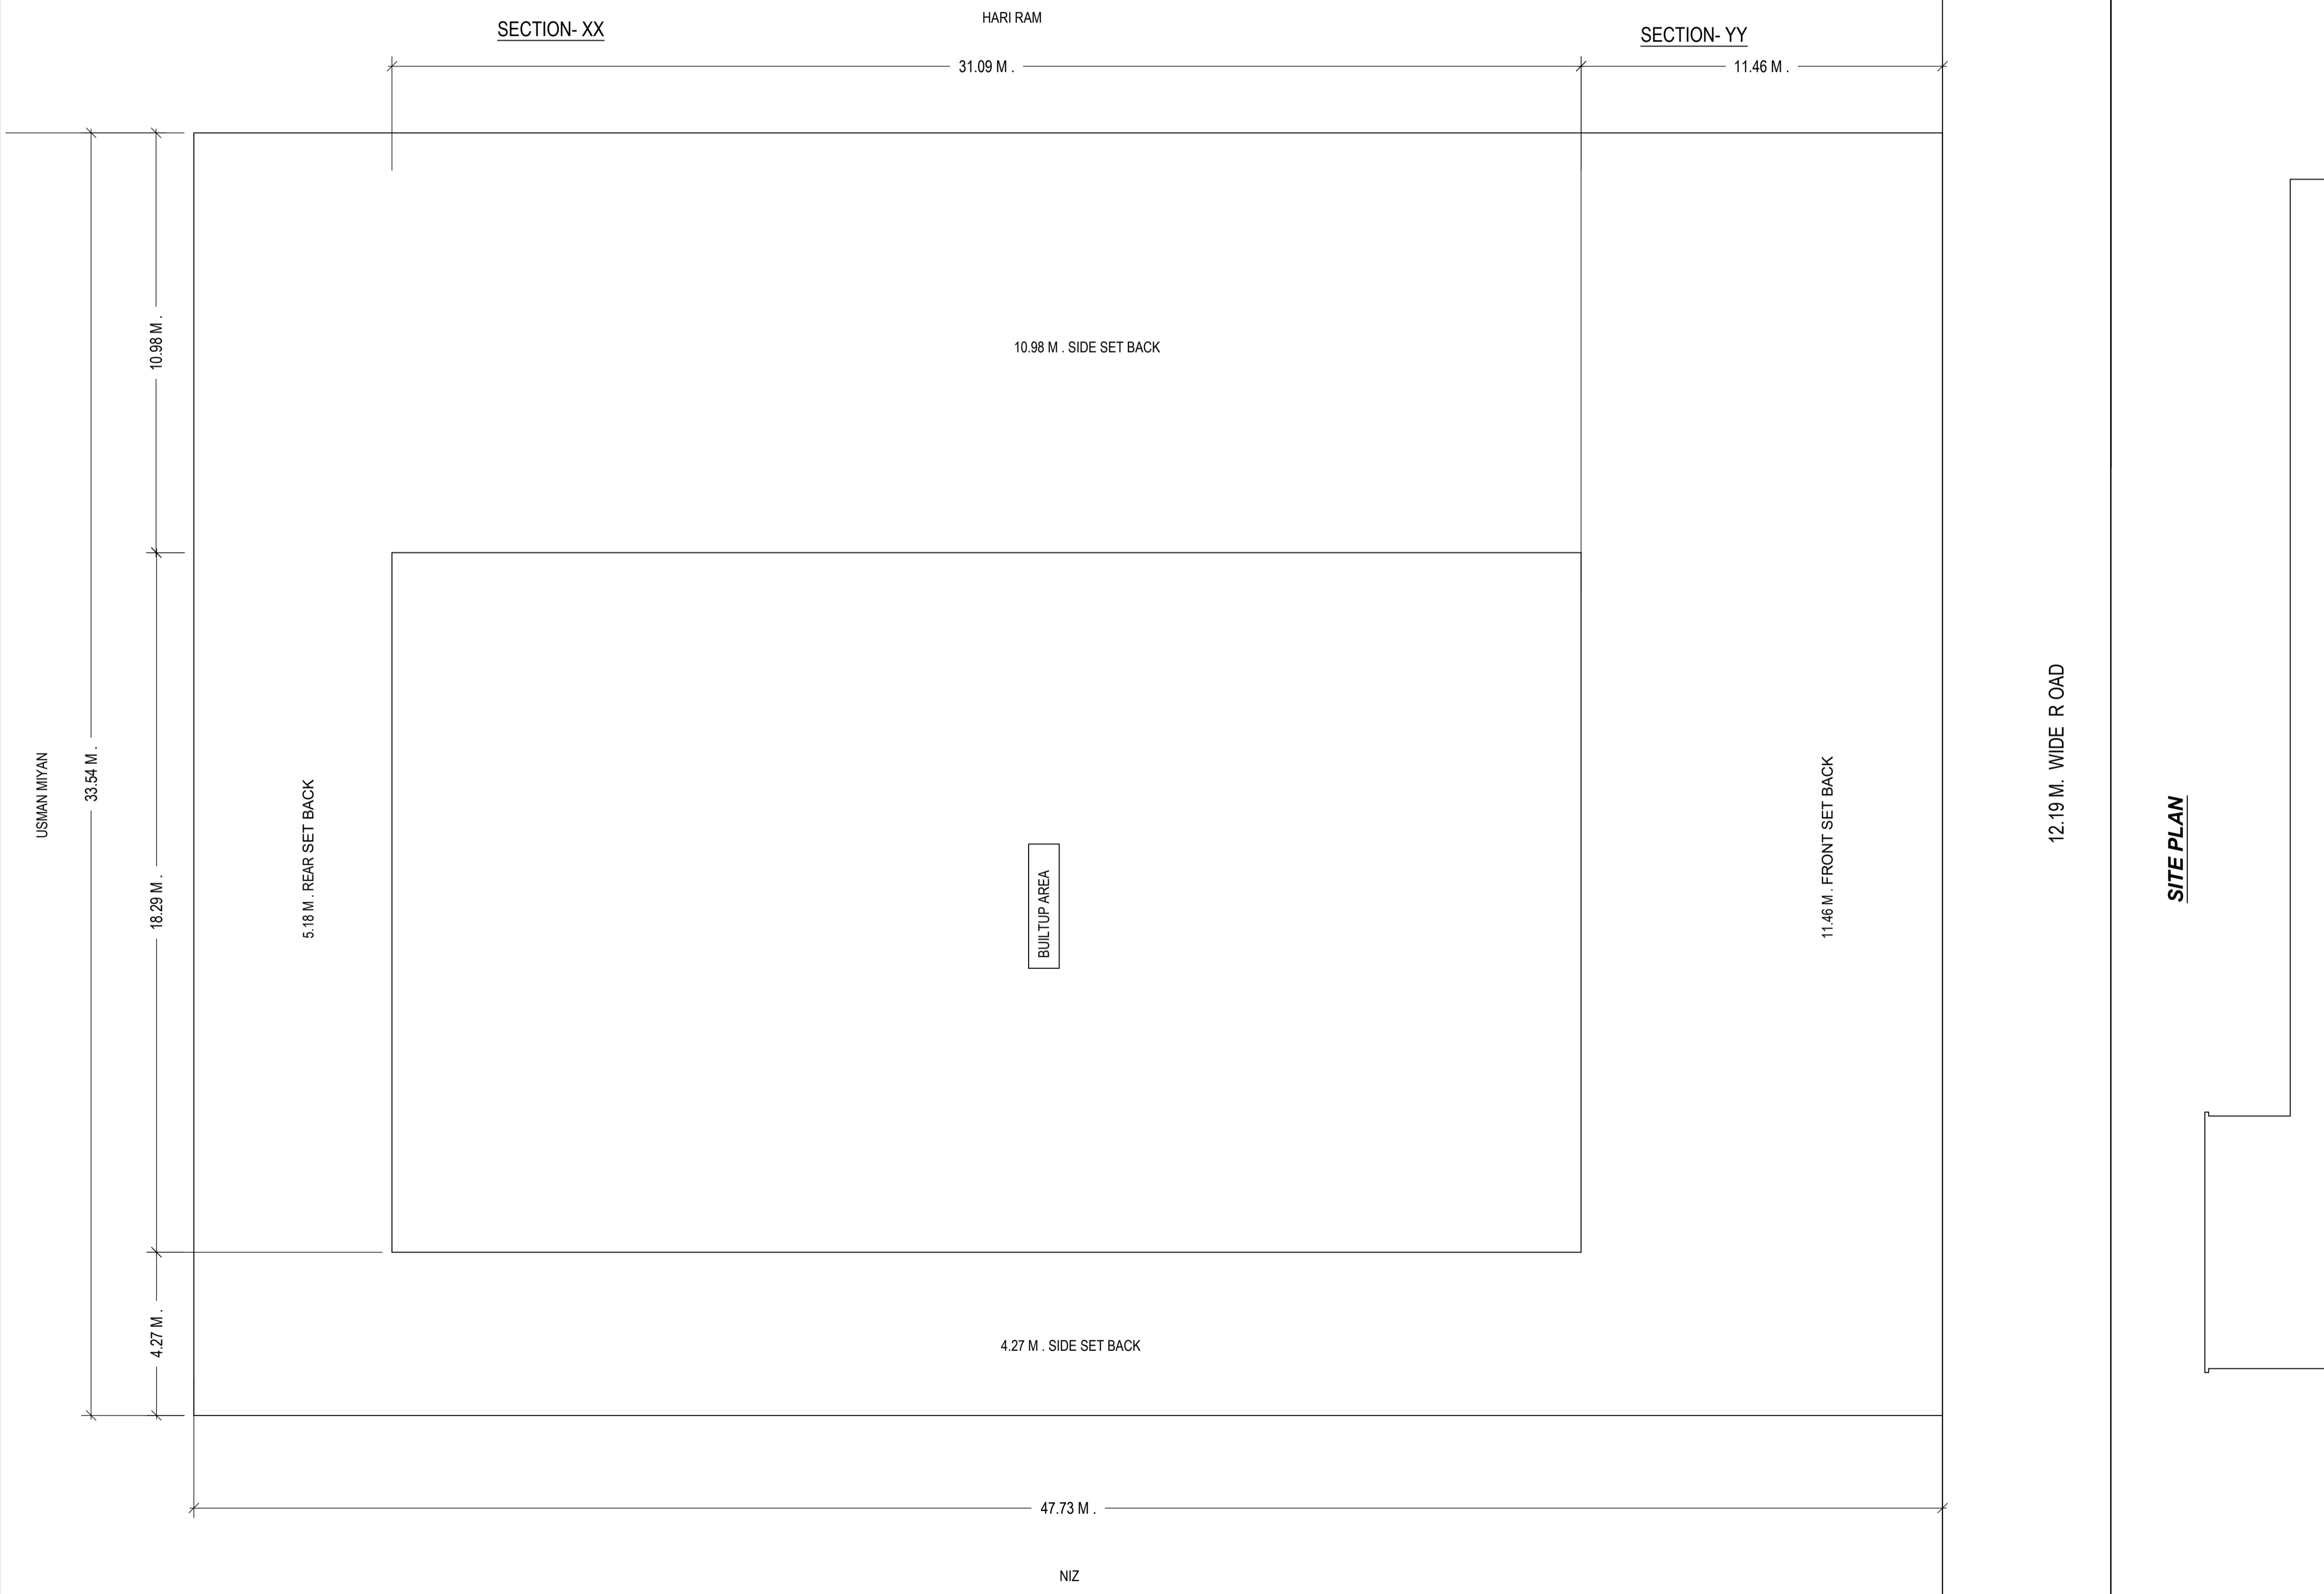 HARI RAM
SECTION- XX
SECTION- YY
31.09 M .
11.46 M .
10.98 M .
10.98 M . SIDE SET BACK
USMAN MIYAN
33.54 M .
18.29 M .
5.18 M . REAR SET BACK
BUILTUP AREA
11.46 M . FRONT SET BACK
12.19 M. WIDE R OAD
SITE PLAN
4.27 M .
4.27 M . SIDE SET BACK
47.73 M .
NIZ